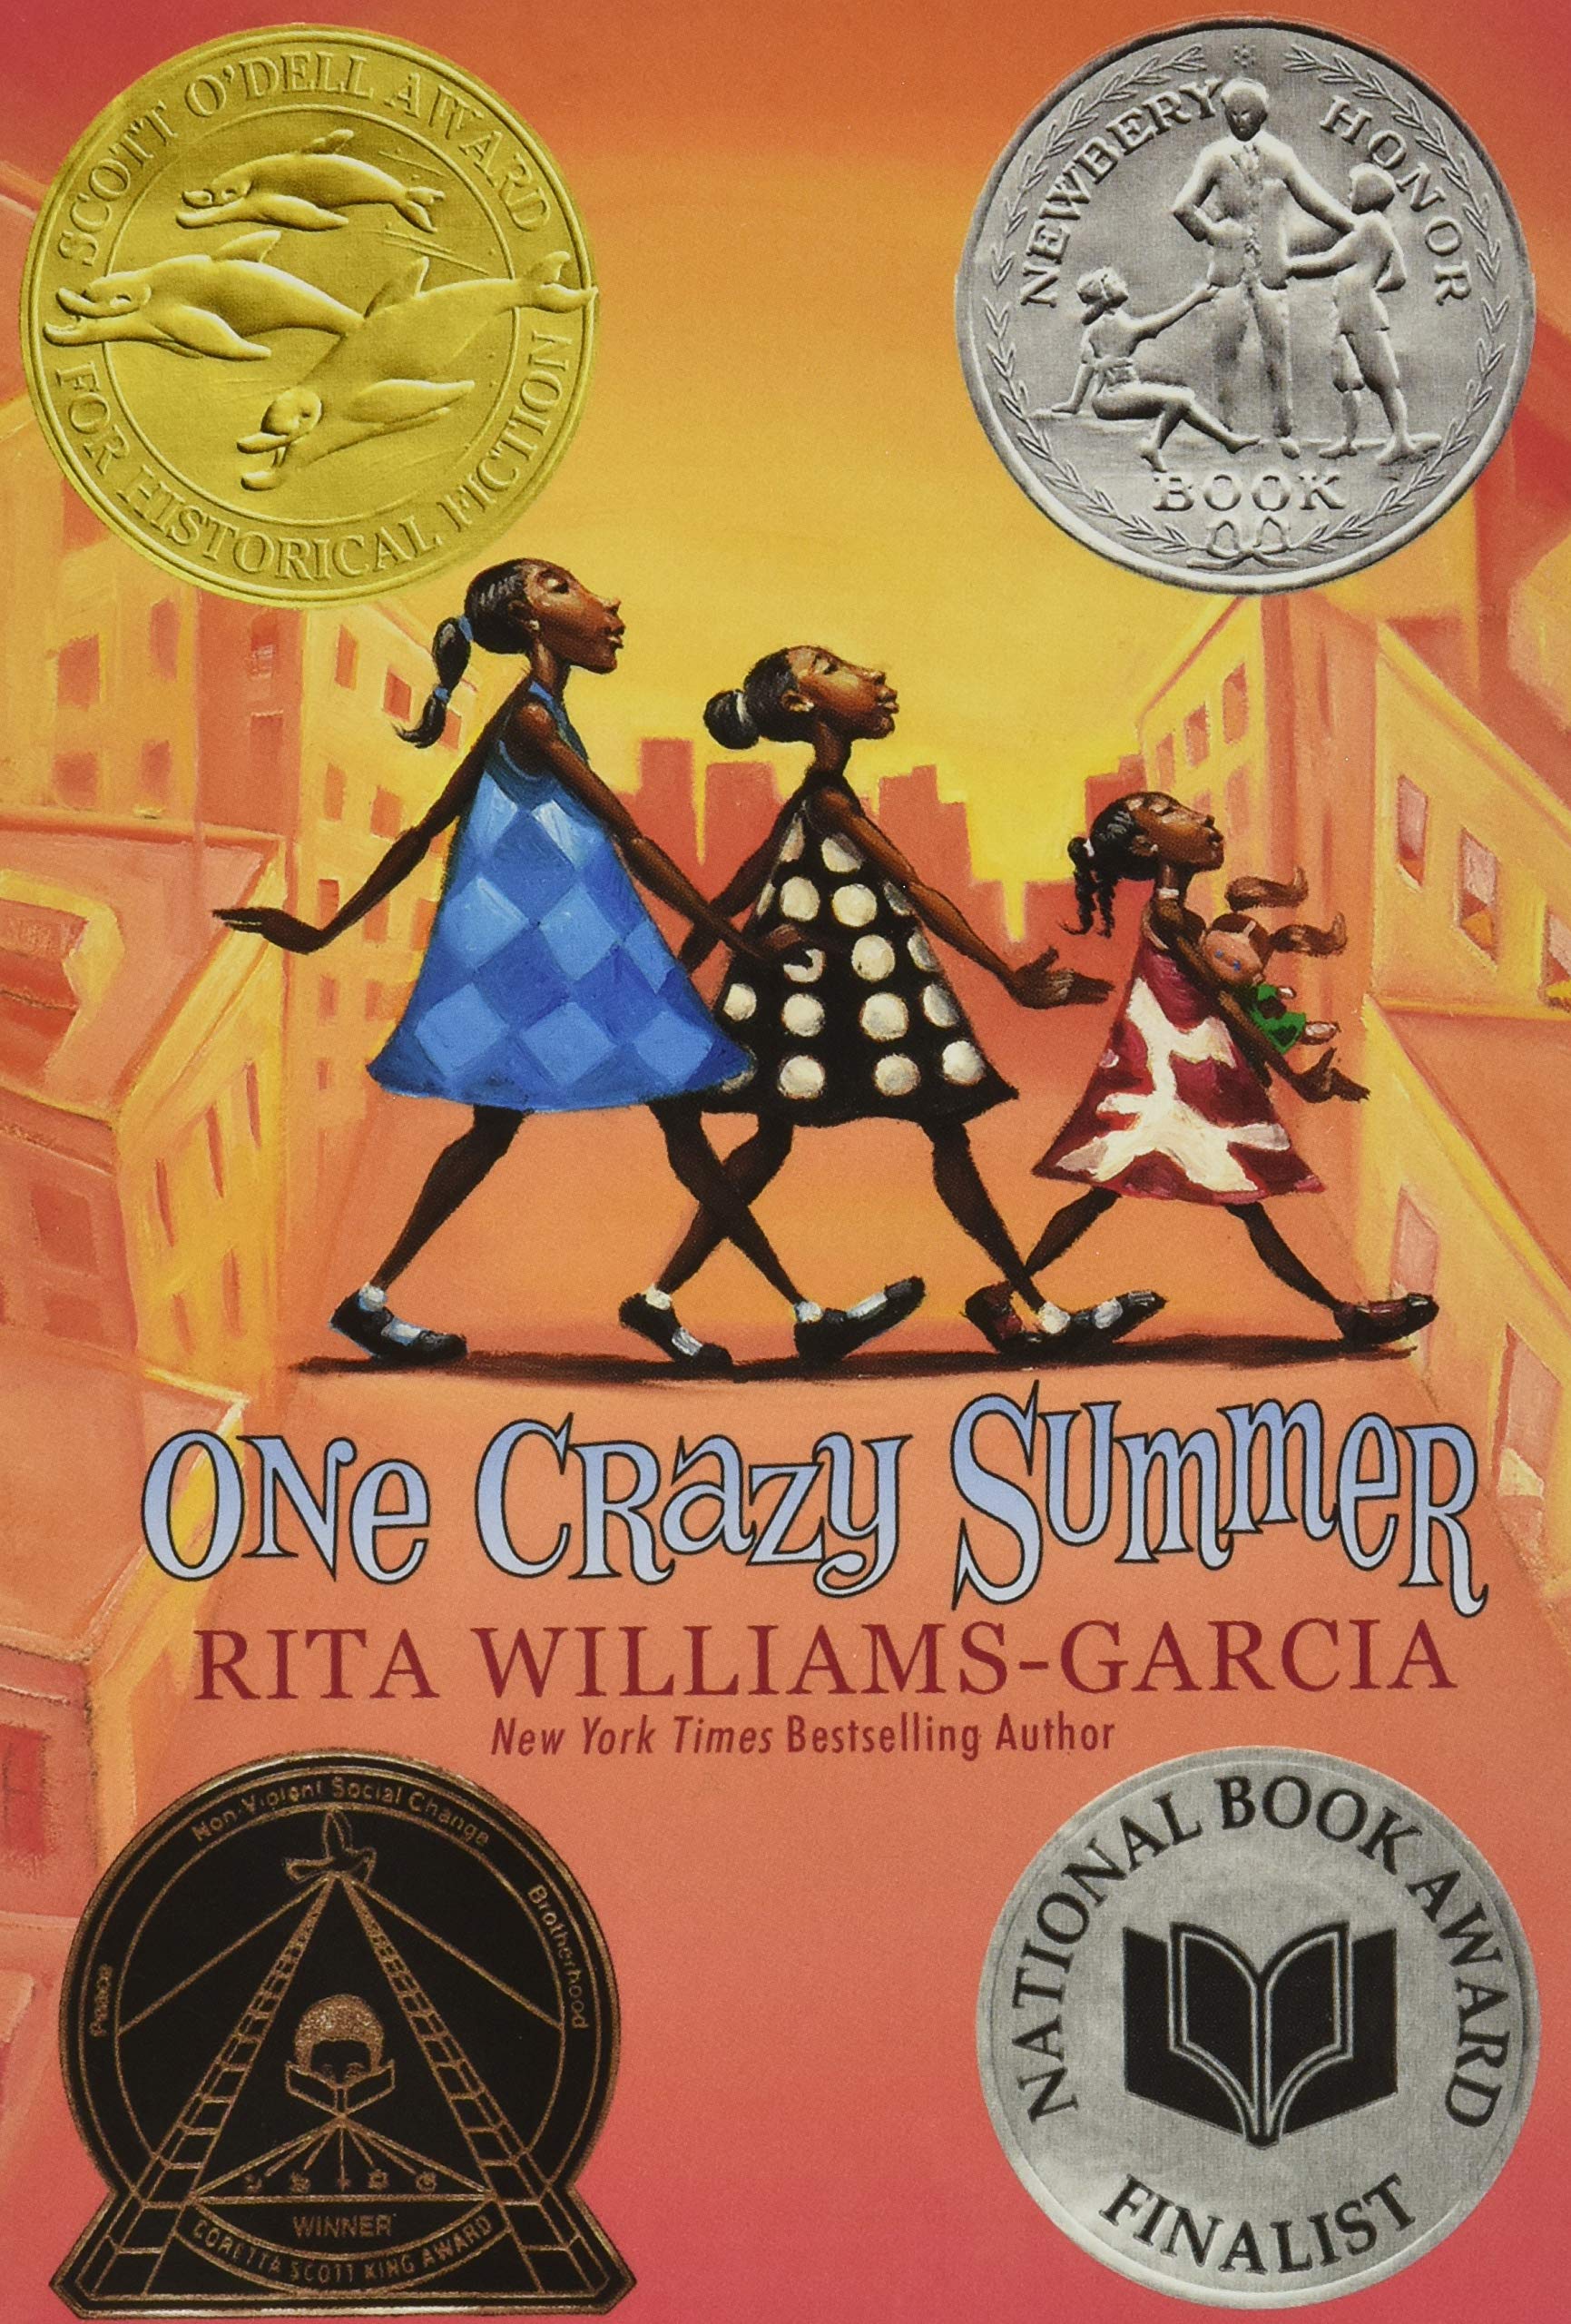 SCOTT O'DELL AWARD
FOR HISTORICAL FICTION
NEWBERY HONOR
BOOK
ONE CRAZY SUMMER
RITA WILLIAMS-GARCIA
New York Times Bestselling Author
Peace
Non-Violent Social Change
Brotherhood
WINNER
CORETTA SCOTT KING AWARD
NATIONAL BOOK AWARD
FINALIST